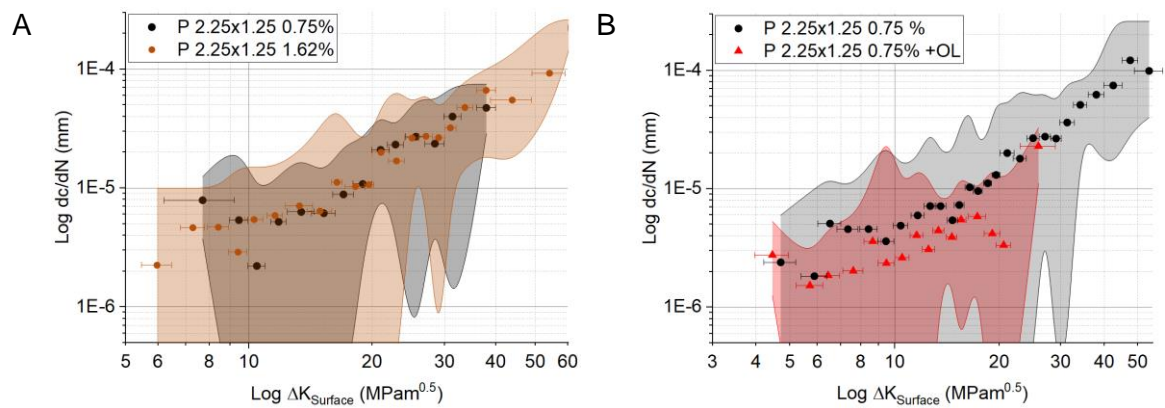 A
P 2.25x1.25 0.75%
P 2.25x1.25 1.62%
1E-4
1E-5
1E-6
Log dc/dN (mm)
5 6 8 10 20 30 40 50 60
Log ΔK_Surface (MPam^0.5)
B
P 2.25x1.25 0.75 %
P 2.25x1.25 0.75% +OL
1E-4
1E-5
1E-6
Log dc/dN (mm)
3 4 5 6 8 10 20 30 40 50
Log ΔK_Surface (MPam^0.5)